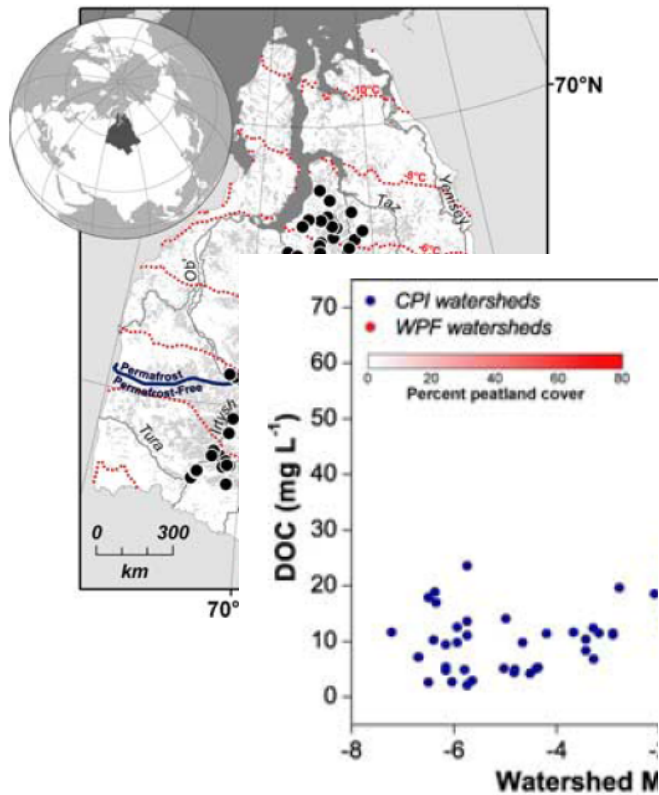 70°N
-10°C
-8°C
-6°C
Taz
Yenisey
Ob'
Permafrost
Permafrost-Free
Irtysh
Tura
0 300
km
70°
CPI watersheds
WPF watersheds
0 20 40 60 80
Percent peatland cover
DOC (mg L⁻¹)
70
60
50
40
30
20
10
0
-8 -6 -4 -2
Watershed M